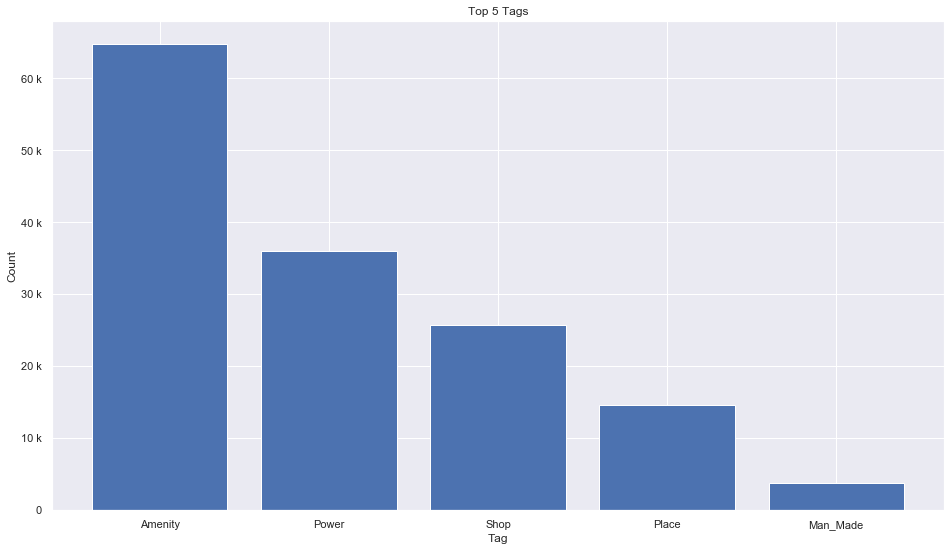 Top 5 Tags
Count
60 k
50 k
40 k
30 k
20 k
10 k
0
Amenity
Power
Shop
Place
Man_Made
Tag